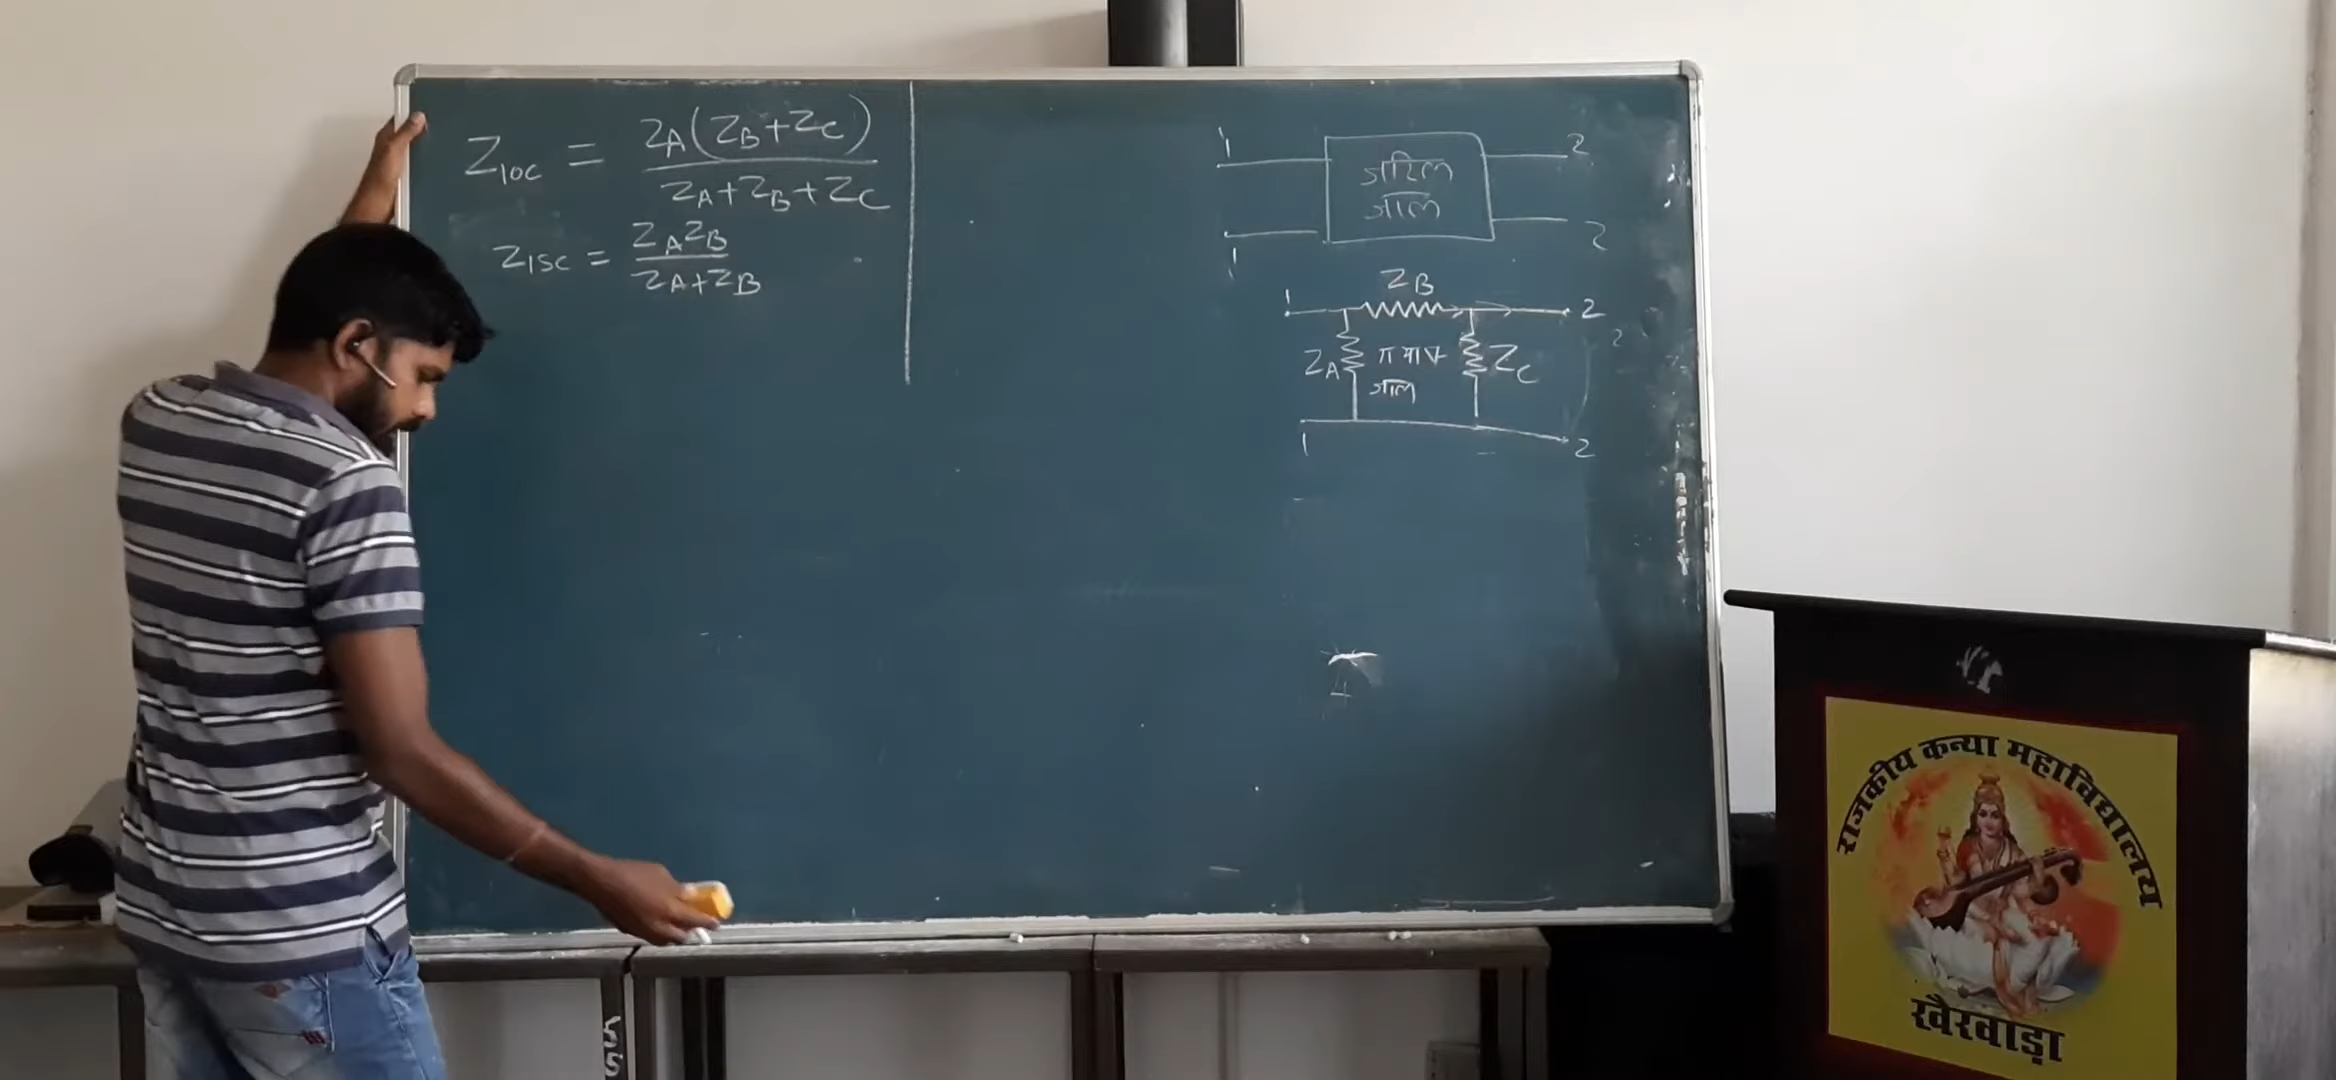 Z1oc = ZA(ZB+ZC) / ZA+ZB+ZC
Z1sc = ZAZB / ZA+ZB
1 2
जटिल
जाल
1 2
ZB
1 2
ZA π या ZC
जाल
1 2
राजकीय कन्या महाविद्यालय
खैरवाड़ा
55